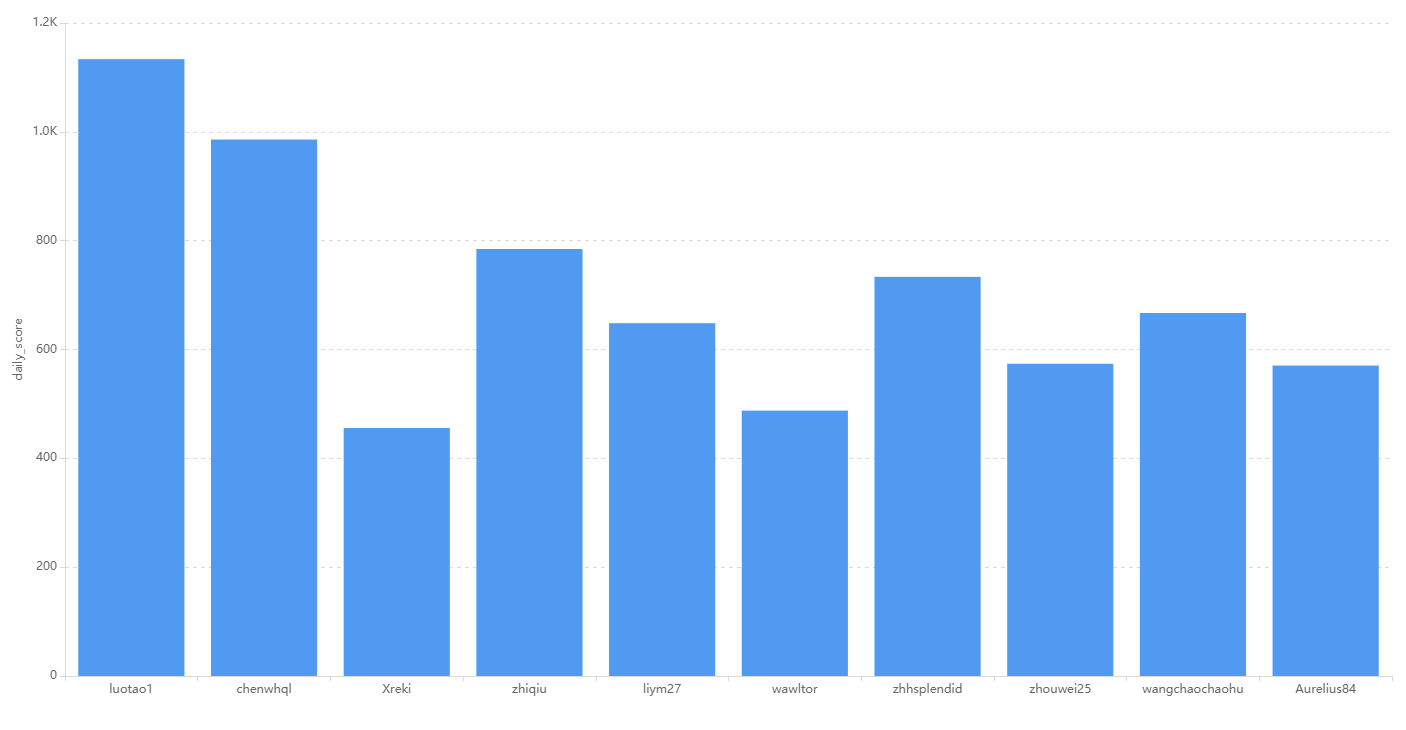 1.2K
1.0K
800
600
400
200
0
daily_score
luotao1
chenwhql
Xreki
zhiqiu
liym27
wawltor
zhhsplendid
zhouwei25
wangchaochaohu
Aurelius84